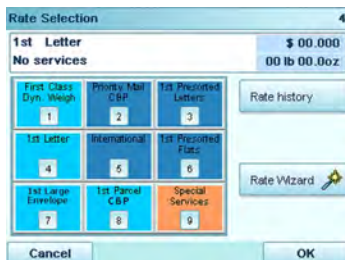 Rate Selection 4
1st Letter $ 00.000
No services 00 lb 00.0oz
First Class Dyn. Weigh 1
Priority Mail CBP 2
1st Presorted Letters 3
Rate history
1st Letter 4
International 5
1st Presorted Flats 6
Rate Wizard
1st Large Envelope 7
1st Parcel CBP 8
Special Services 9
Cancel OK